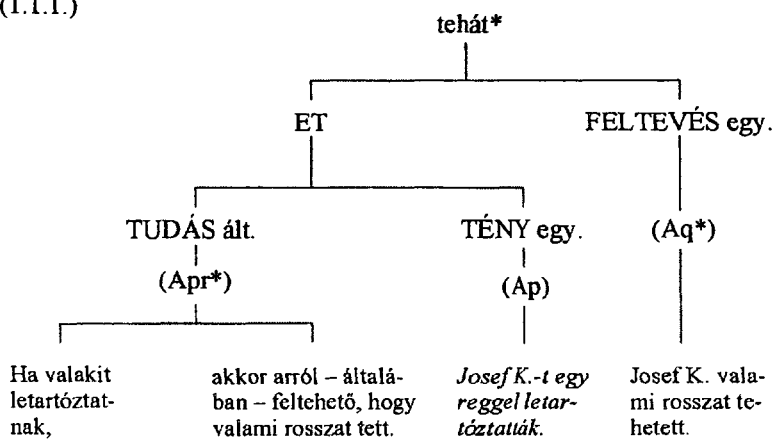 (1.1.1.)
tehát*
ET
FELTEVÉS egy.
TUDÁS ált.
TÉNY egy.
(Aq*)
(Apr*)
(Ap)
Ha valakit
letartóztat-
nak,
akkor arról – általá-
ban – feltehető, hogy
valami rosszat tett.
Josef K.-t egy
reggel letar-
tóztatták.
Josef K. vala-
mi rosszat te-
hetett.